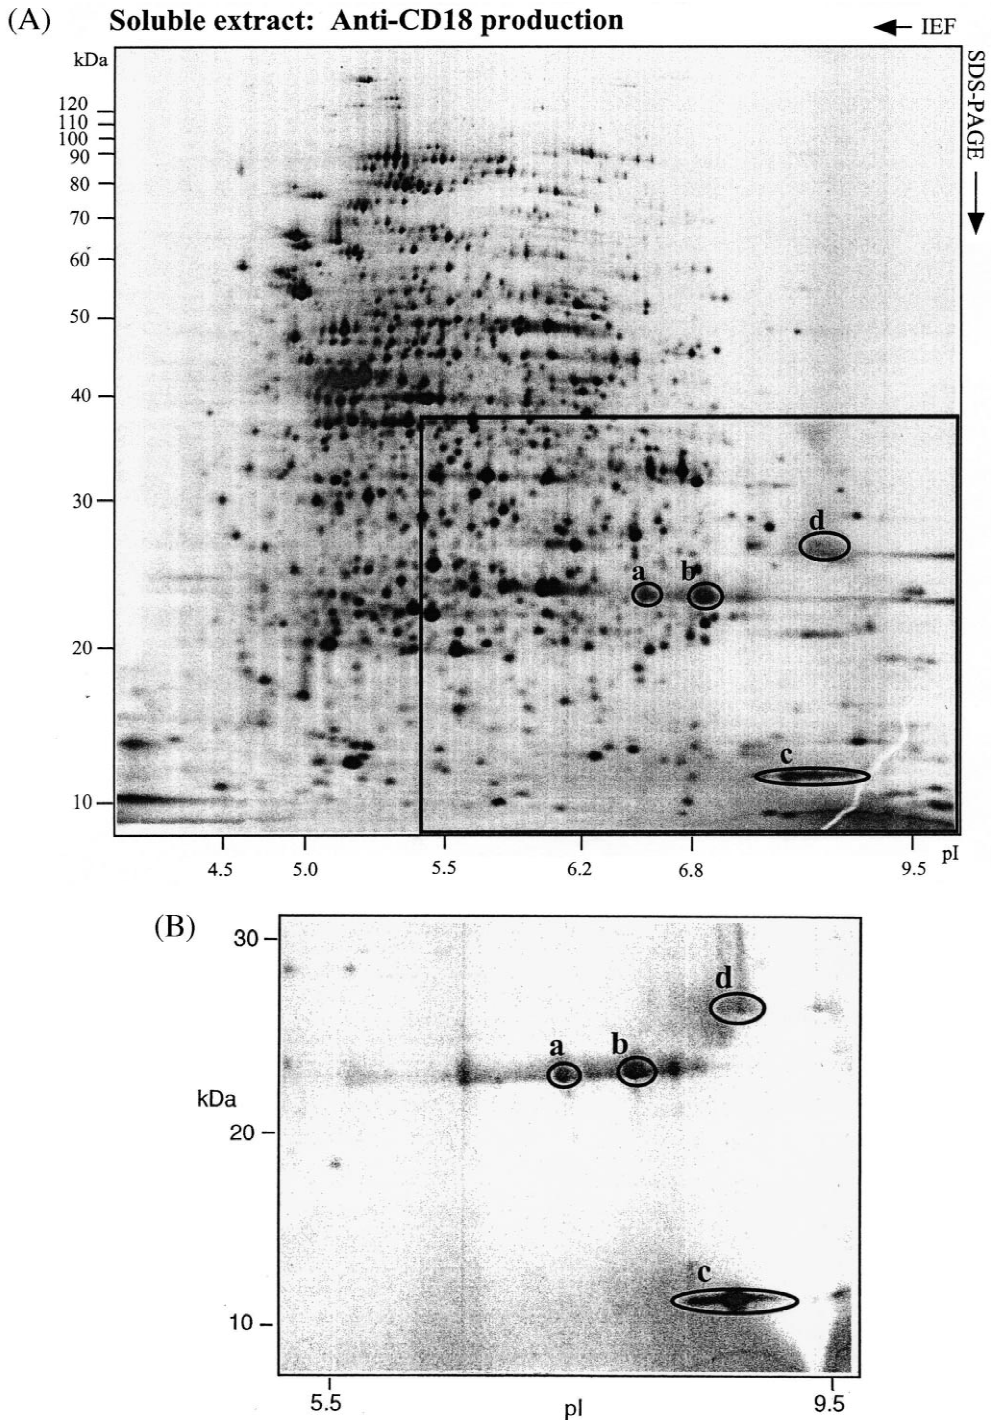 (A) Soluble extract: Anti-CD18 production
IEF
SDS-PAGE
kDa
120
110
100
90
80
70
60
50
40
30
20
10
a
b
c
d
4.5 5.0 5.5 6.2 6.8 9.5 pI
(B)
30
kDa
20
10
a
b
c
d
5.5 pI 9.5